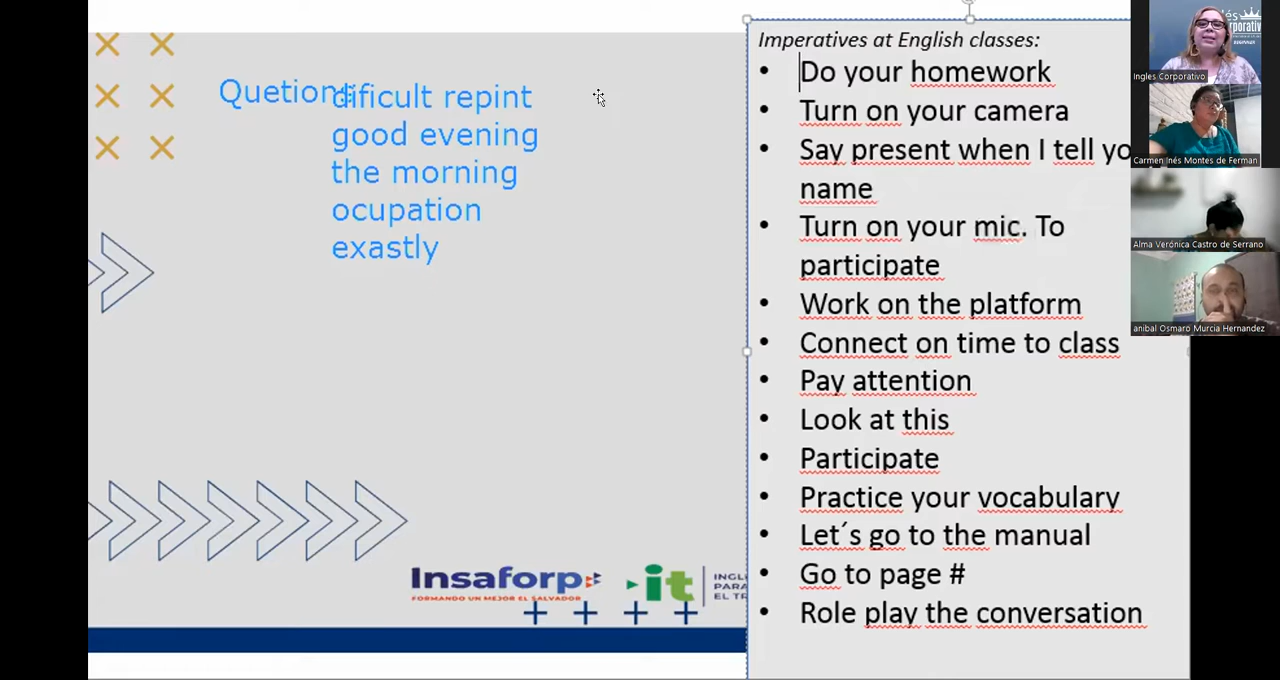 Quetions
dificult repint
good evening
the morning
ocupation
exastly
Insaforp
FORMANDO UN MEJOR EL SALVADOR
it
Imperatives at English classes:
• Do your homework
• Turn on your camera
• Say present when I tell
name
• Turn on your mic. To
participate
• Work on the platform
• Connect on time to class
• Pay attention
• Look at this
• Participate
• Practice your vocabulary
• Let´s go to the manual
• Go to page #
• Role play the conversation
Ingles Corporativo
Carmen Inés Montes de Ferman
Alma Verónica Castro de Serrano
anibal Osmaro Murcia Hernandez